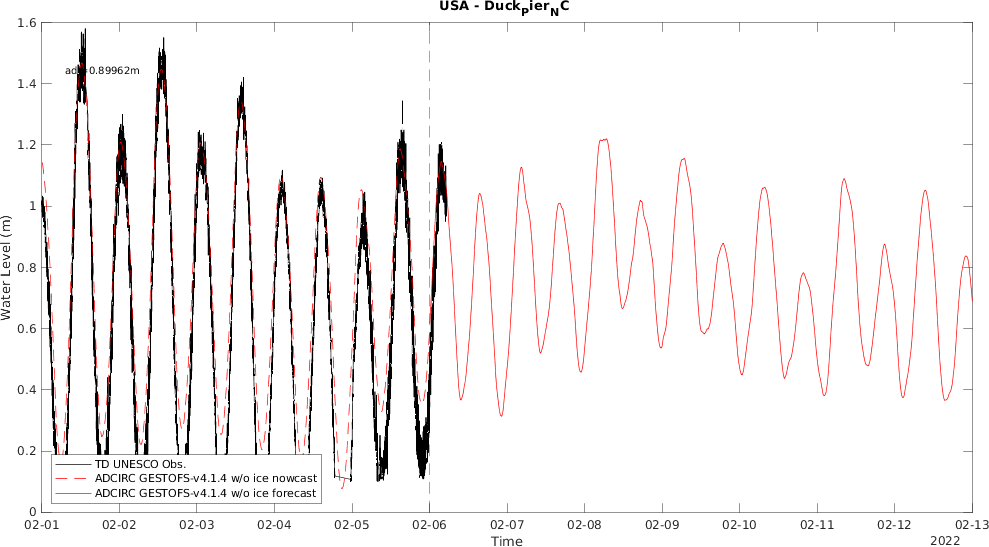 USA - DuckPierNC
1.6
1.4
1.2
1
0.8
0.6
0.4
0.2
0
Water Level (m)
0.89962m
TD UNESCO Obs.
ADCIRC GESTOFS-v4.1.4 w/o ice nowcast
ADCIRC GESTOFS-v4.1.4 w/o ice forecast
02-01 02-02 02-03 02-04 02-05 02-06 02-07 02-08 02-09 02-10 02-11 02-12 02-13
Time
2022